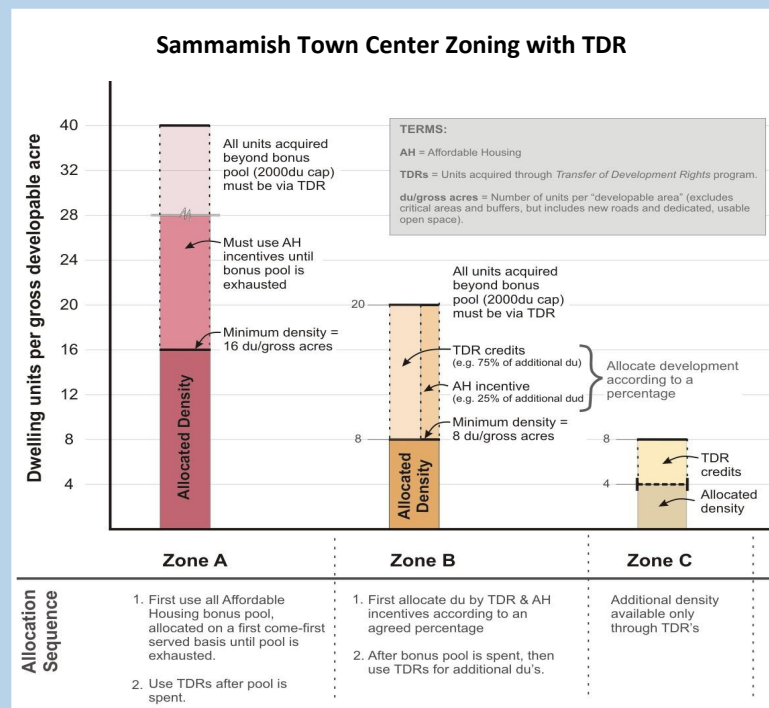 Sammamish Town Center Zoning with TDR
Dwelling units per gross developable acre
40
32
28
24
20
16
12
8
4
All units acquired
beyond bonus
pool (2000du cap)
must be via TDR
Must use AH
incentives until
bonus pool is
exhausted
Minimum density =
16 du/gross acres
Allocated Density
TERMS:
AH = Affordable Housing
TDRs = Units acquired through Transfer of Development Rights program.
du/gross acres = Number of units per "developable area" (excludes
critical areas and buffers, but includes new roads and dedicated, usable
open space).
20
8
All units acquired
beyond bonus
pool (2000du cap)
must be via TDR
TDR credits
(e.g. 75% of additional du)
AH incentive
(e.g. 25% of additional dud
Minimum density =
8 du/gross acres
Allocated
Density
Allocate development
according to a
percentage
8
4
TDR
credits
Allocated
density
Zone A
Zone B
Zone C
Allocation
Sequence
1. First use all Affordable
Housing bonus pool,
allocated on a first come-first
served basis until pool is
exhausted.
2. Use TDRs after pool is
spent.
1. First allocate du by TDR & AH
incentives according to an
agreed percentage
2. After bonus pool is spent, then
use TDRs for additional du's.
Additional density
available only
through TDR's